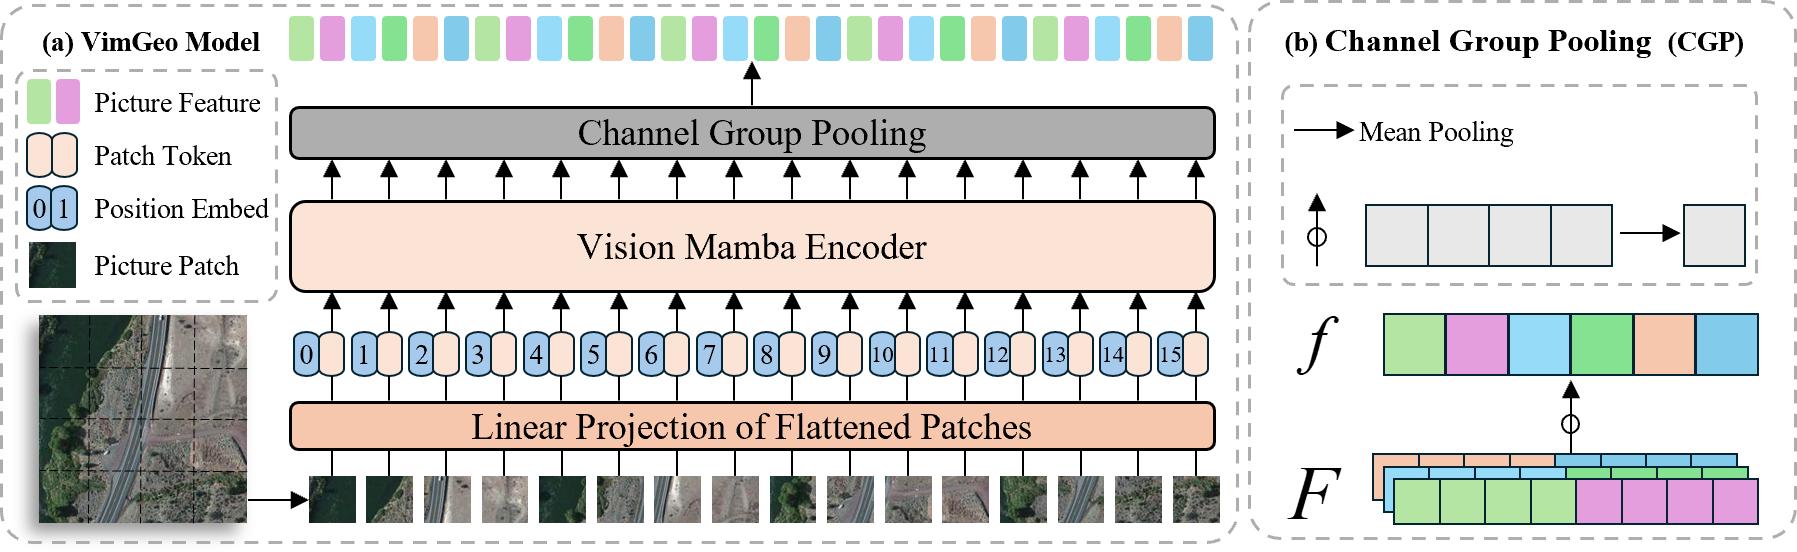 (a) VimGeo Model
Picture Feature
Patch Token
0 1 Position Embed
Picture Patch
Channel Group Pooling
Vision Mamba Encoder
0 1 2 3 4 5 6 7 8 9 10 11 12 13 14 15
Linear Projection of Flattened Patches
(b) Channel Group Pooling (CGP)
Mean Pooling
f
F